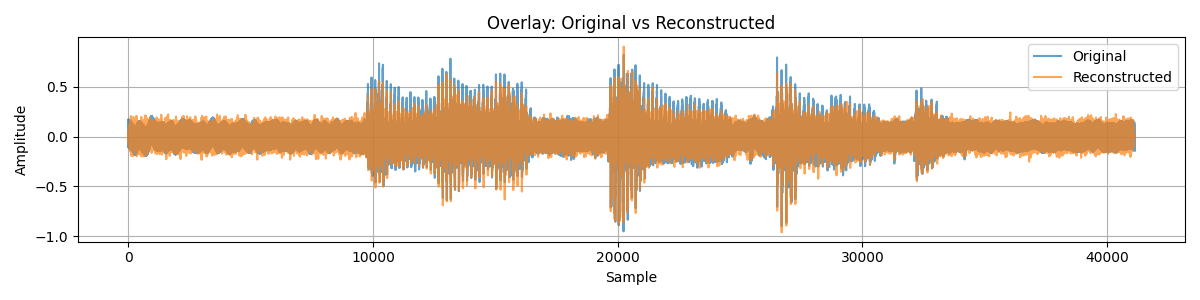 Overlay: Original vs Reconstructed
Original
Reconstructed
Amplitude
0.5
0.0
−0.5
−1.0
0
10000
20000
30000
40000
Sample